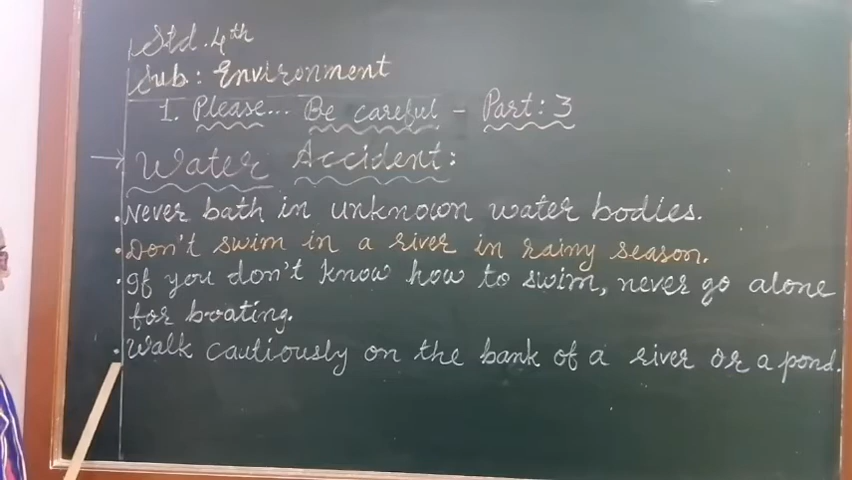 Std. 4th
Sub: Environment
1. Please... Be careful - Part: 3
→ Water Accident:
. Never bath in unknown water bodies.
. Don't swim in a river in rainy season.
. If you don't know how to swim, never go alone
for boating.
. Walk cautiously on the bank of a river or a pond.